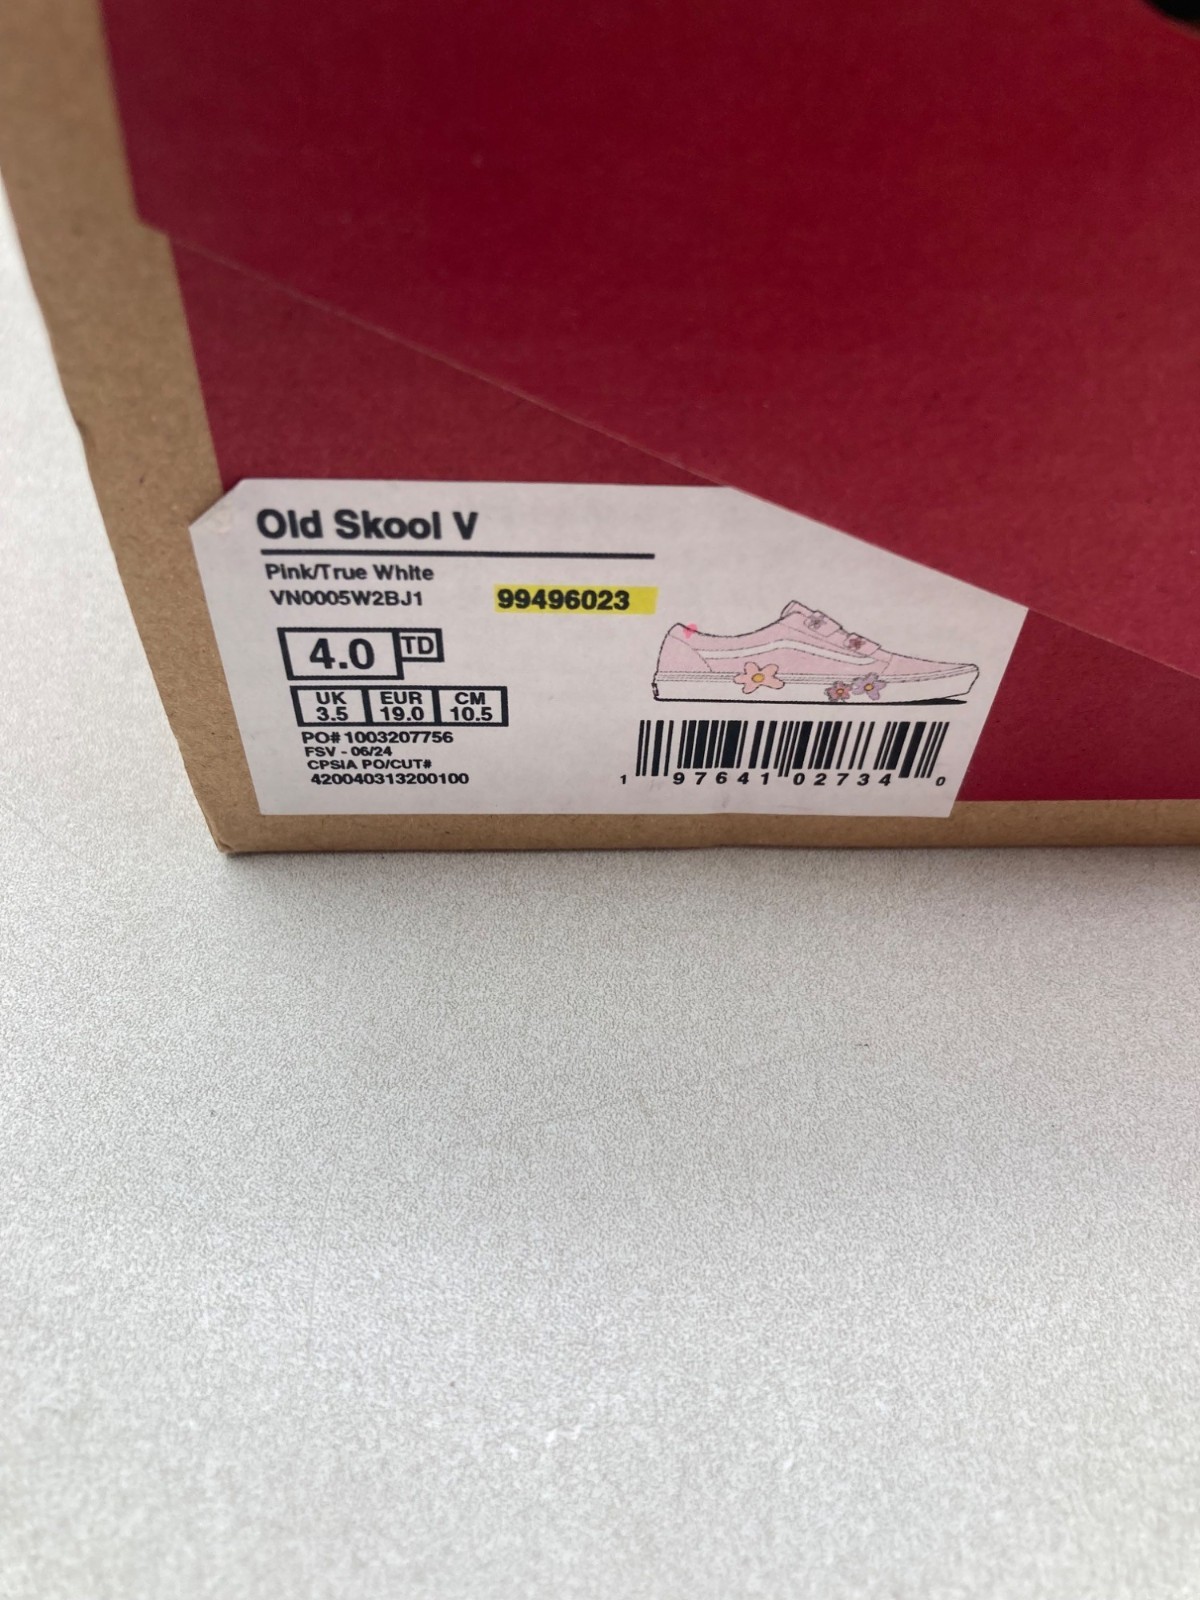 Old Skool V
Pink/True White
VN0005W2BJ1 99496023
4.0 TD
UK EUR CM
3.5 19.0 10.5
PO# 1003207756
FSV - 06/24
CPSIA PO/CUT#
420040313200100
1 97641 02734 0